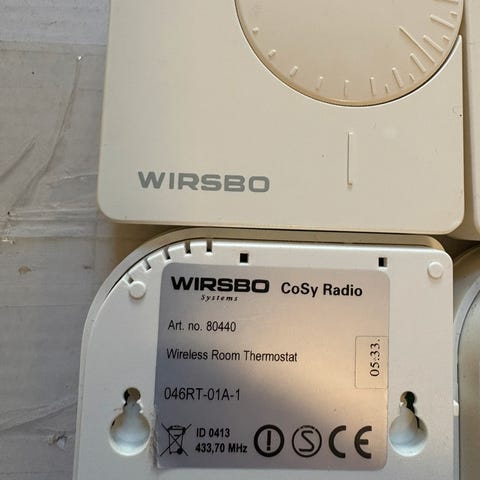 WIRSBO
WIRSBO CoSy Radio
Systems
Art. no. 80440
Wireless Room Thermostat
05.33.
046RT-01A-1
ID 0413
433,70 MHz